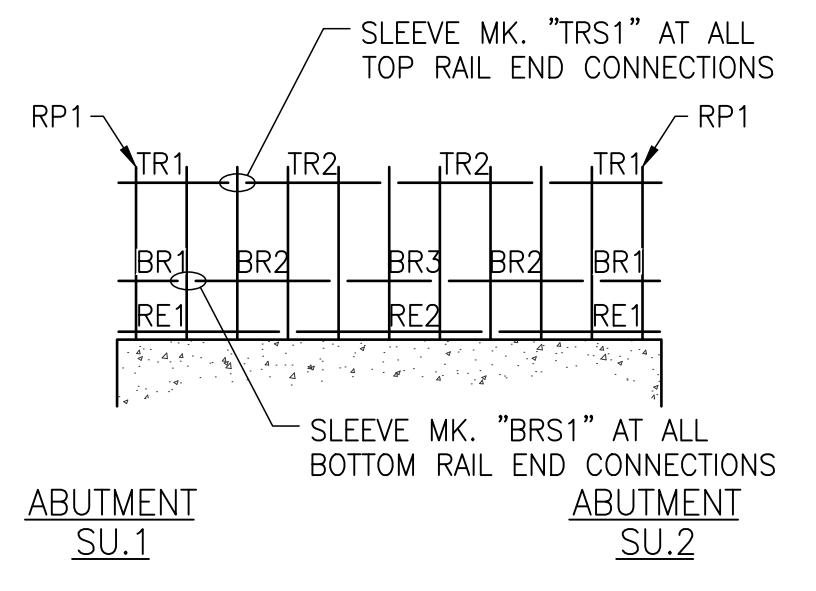 SLEEVE MK. "TRS1" AT ALL
TOP RAIL END CONNECTIONS
RP1
RP1
TR1 TR2 TR2 TR1
BR1 BR2 BR3 BR2 BR1
RE1 RE2 RE1
SLEEVE MK. "BRS1" AT ALL
BOTTOM RAIL END CONNECTIONS
ABUTMENT
SU.1
ABUTMENT
SU.2